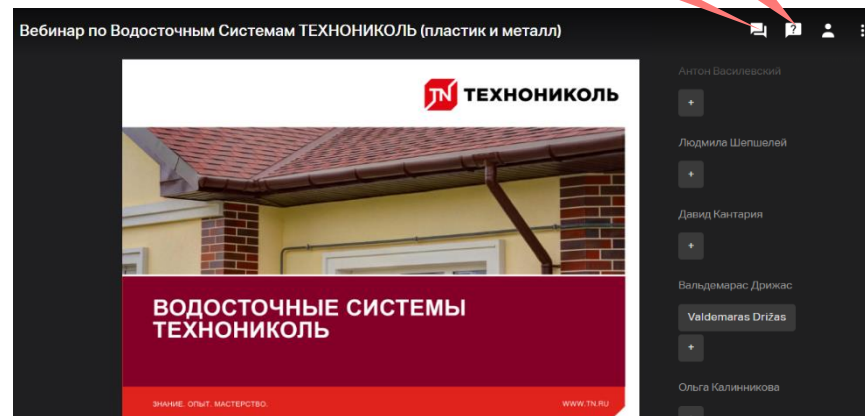 Вебинар по Водосточным Системам ТЕХНОНИКОЛЬ (пластик и металл)
?
TN ТЕХНОНИКОЛЬ
ВОДОСТОЧНЫЕ СИСТЕМЫ
ТЕХНОНИКОЛЬ
ЗНАНИЕ. ОПЫТ. МАСТЕРСТВО.
WWW.TN.RU
Антон Василевский
+
Людмила Шепшелей
+
Давид Кантария
+
Вальдемарас Дрижас
Valdemaras Drižas
+
Ольга Калинникова